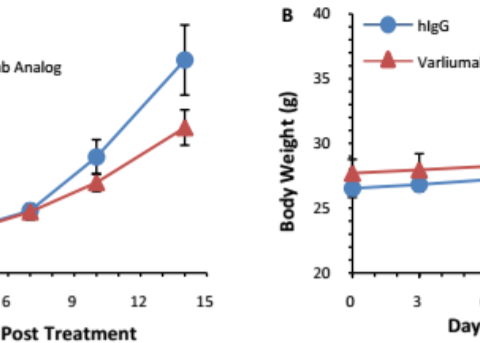 b Analog
6 9 12 15
Post Treatment
B
hIgG
Varliumal
Body Weight (g)
40
35
30
25
20
0 3
Day